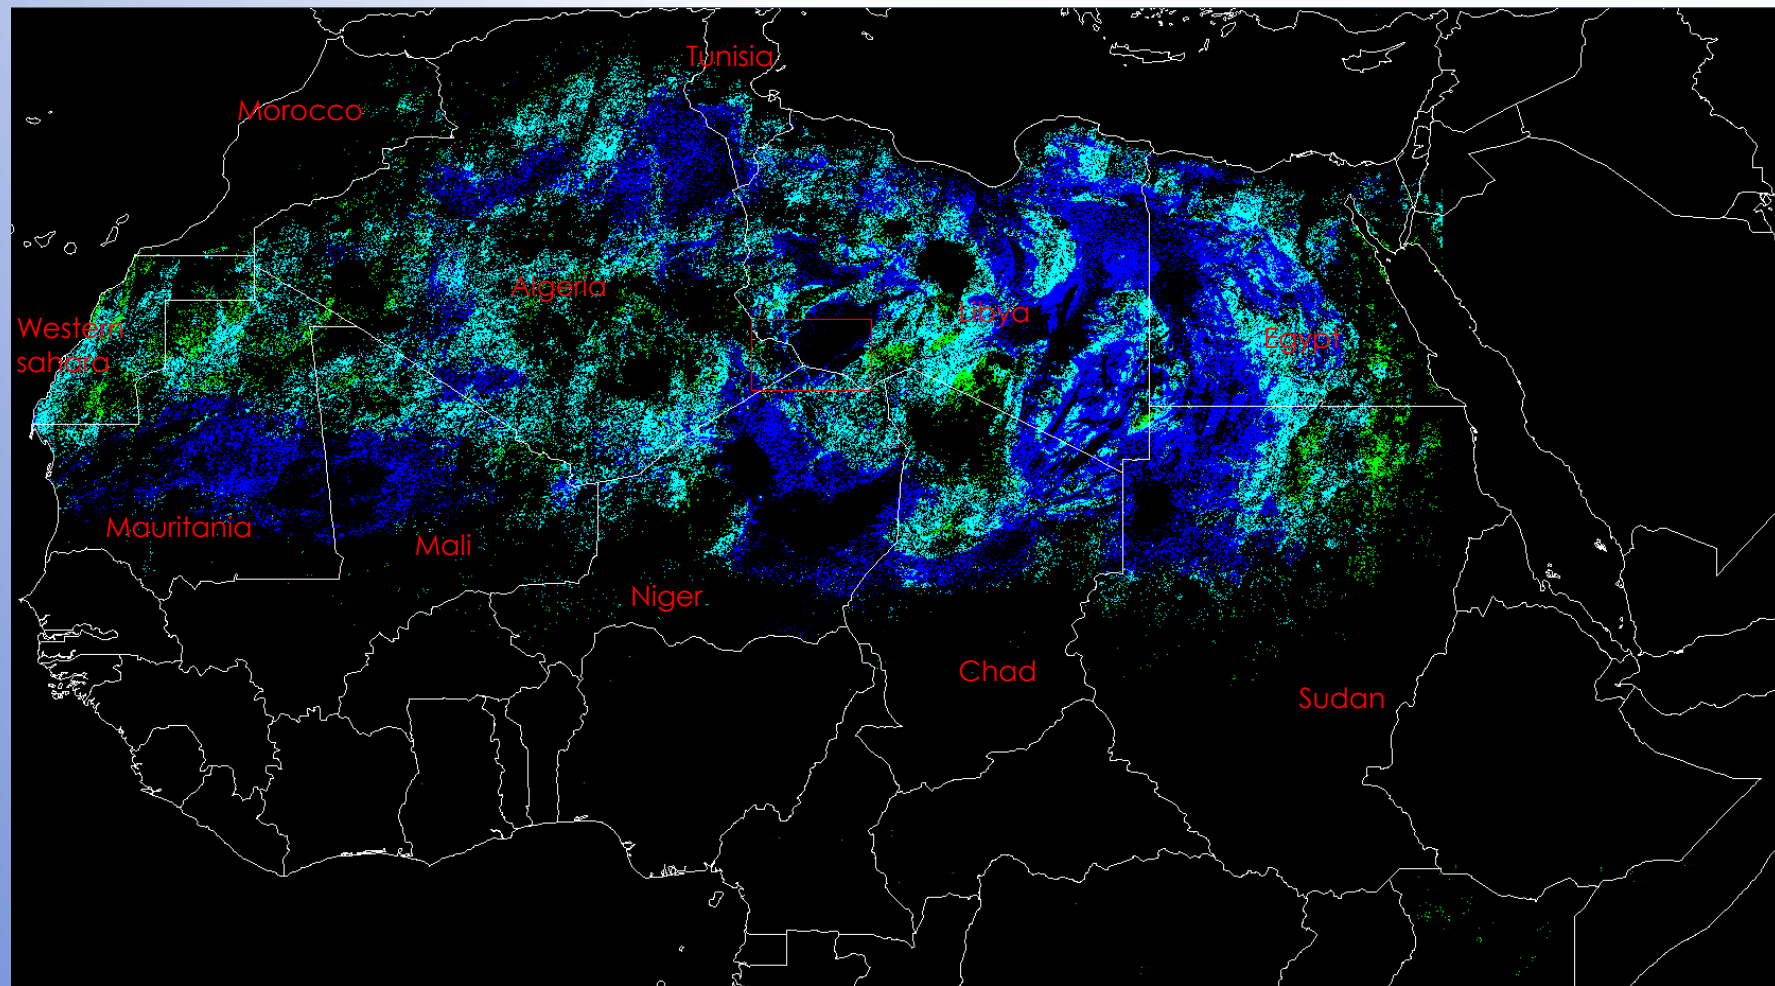 Tunisia
Morocco
Algeria
Libya
Western
sahara
Egypt
Mauritania
Mali
Niger
Chad
Sudan